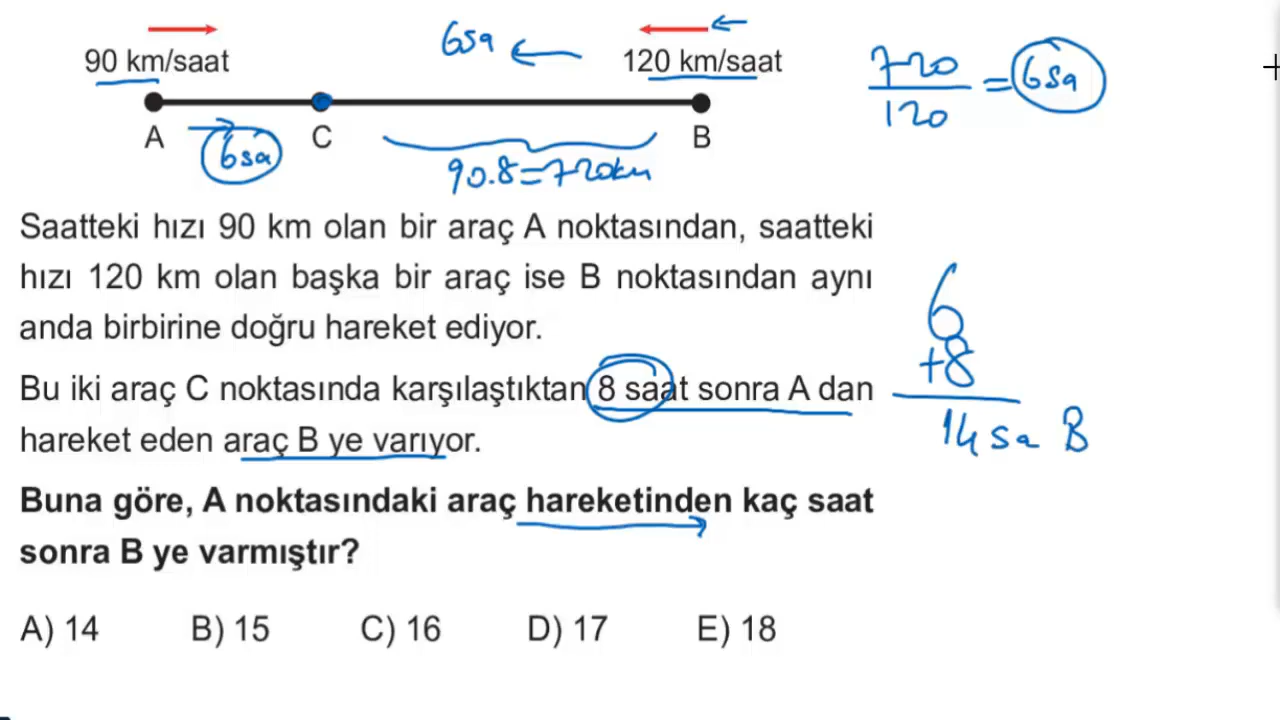 90 km/saat
6sa
120 km/saat
720
120
= 6sa
A
C
B
6sa
90.8=720km
Saatteki hızı 90 km olan bir araç A noktasından, saatteki
hızı 120 km olan başka bir araç ise B noktasından aynı
anda birbirine doğru hareket ediyor.
Bu iki araç C noktasında karşılaştıktan 8 saat sonra A dan
hareket eden araç B ye varıyor.
6
+8
14 sa B
Buna göre, A noktasındaki araç hareketinden kaç saat
sonra B ye varmıştır?
A) 14 B) 15 C) 16 D) 17 E) 18